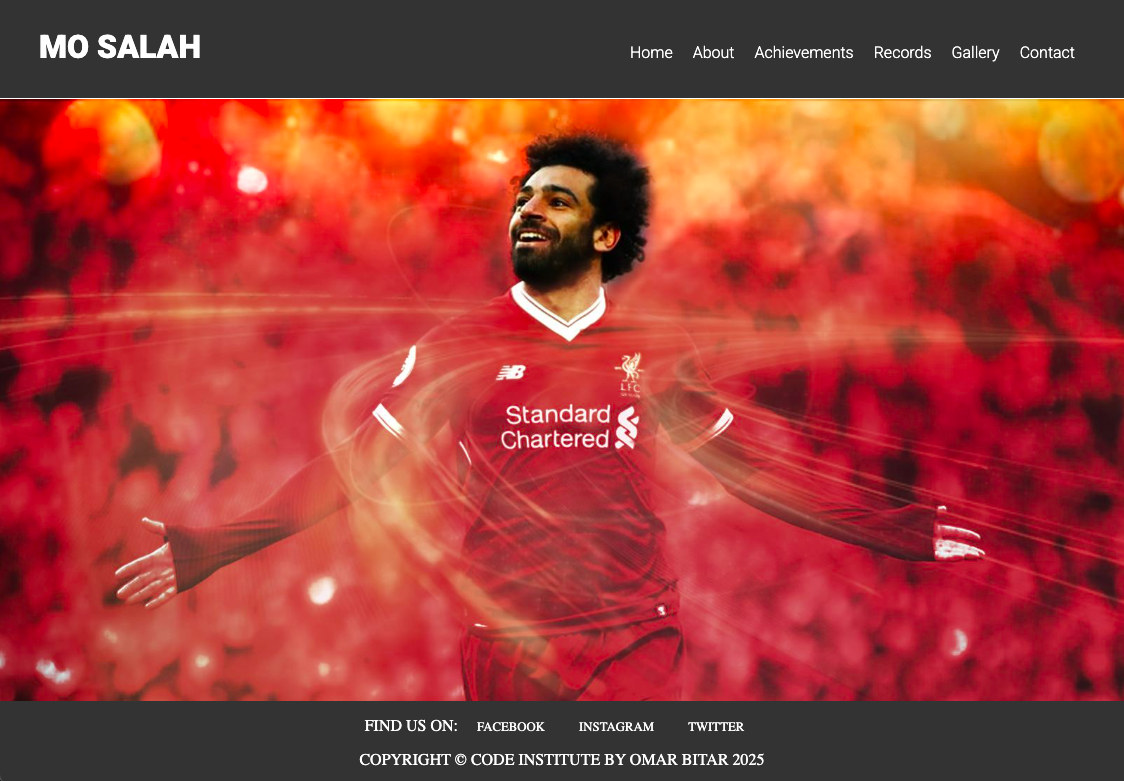 MO SALAH
Home About Achievements Records Gallery Contact
NB
LFC
Standard
Chartered
FIND US ON: FACEBOOK INSTAGRAM TWITTER
COPYRIGHT © CODE INSTITUTE BY OMAR BITAR 2025